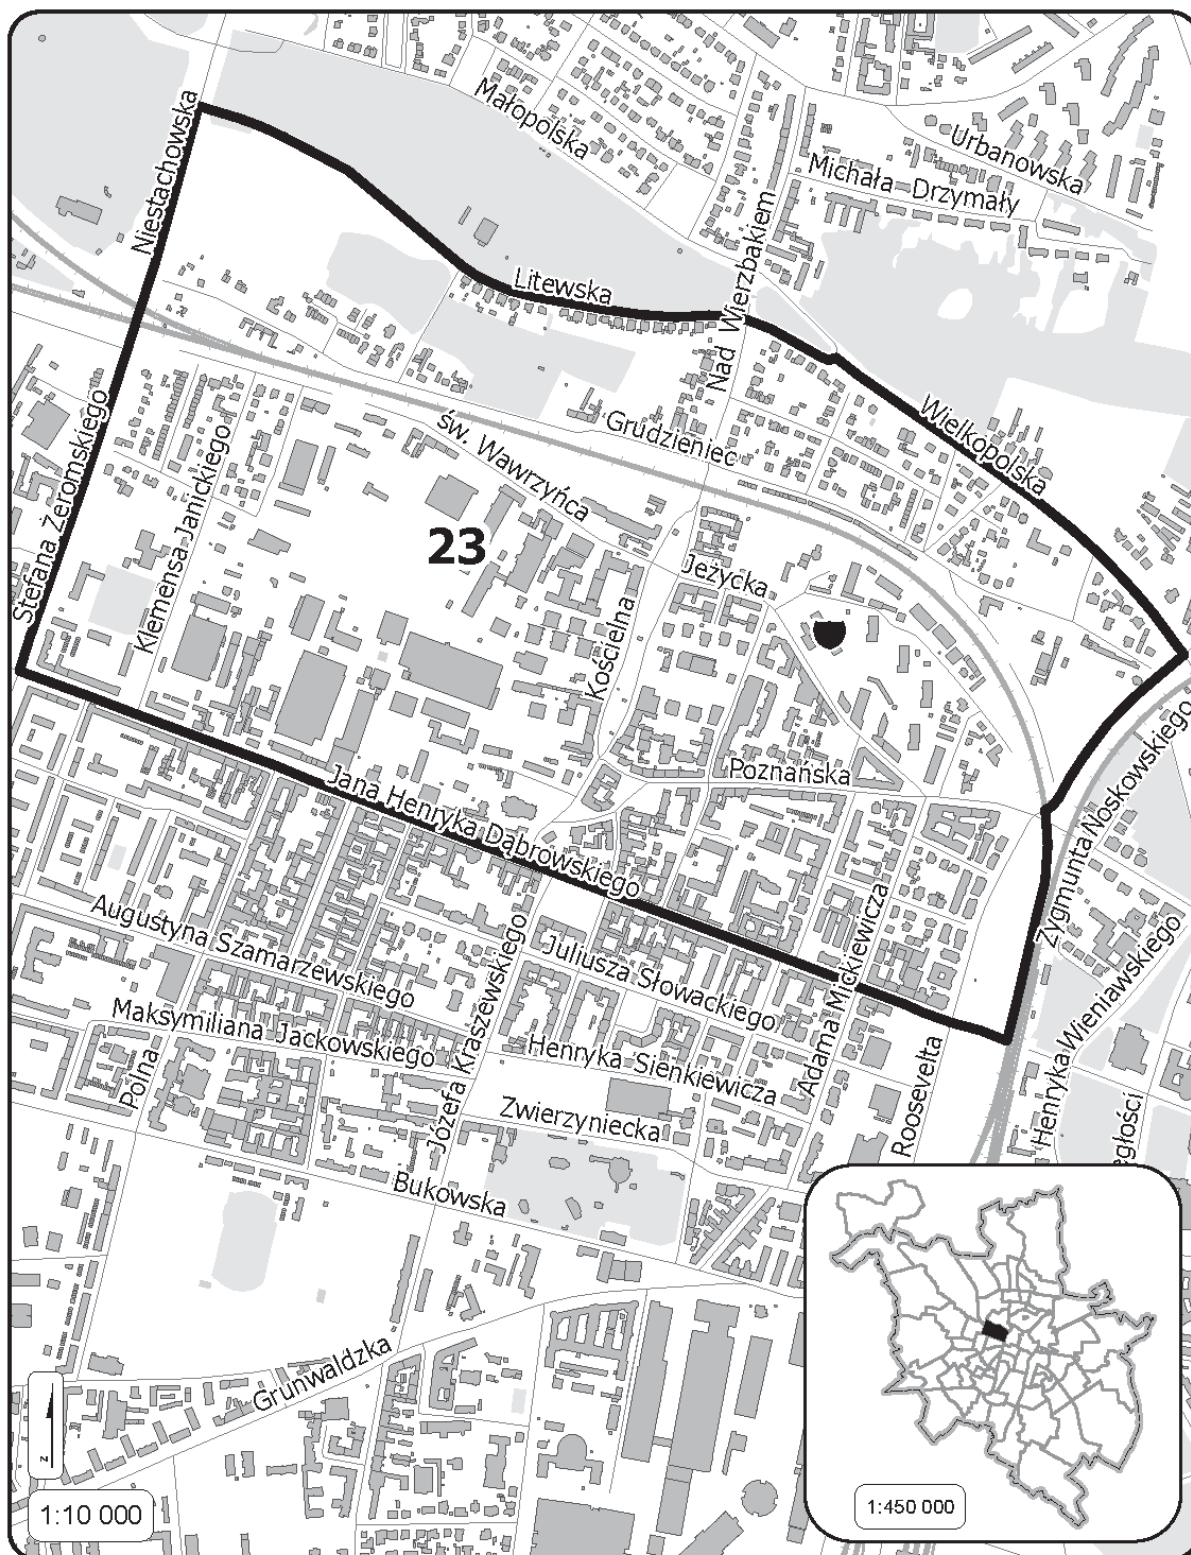 Niestachowska
Małopolska
Urbanowska
Michała Drzymały
Nad Wierzbakiem
Litewska
Wielkopolska
Stefana Żeromskiego
Klemensa Janickiego
św. Wawrzyńca
Grudzieniec
23
Jeżycka
Kościelna
Poznańska
Jana Henryka Dąbrowskiego
Zygmunta Noskowskiego
Augustyna Szamarzewskiego
Juliusza Słowackiego
Adama Mickiewicza
Maksymiliana Jackowskiego
Józefa Kraszewskiego
Henryka Sienkiewicza
Henryka Wieniawskiego
Polna
Roosevelta
Zwierzyniecka
egłości
Bukowska
Grunwaldzka
N
1:10 000
1:450 000